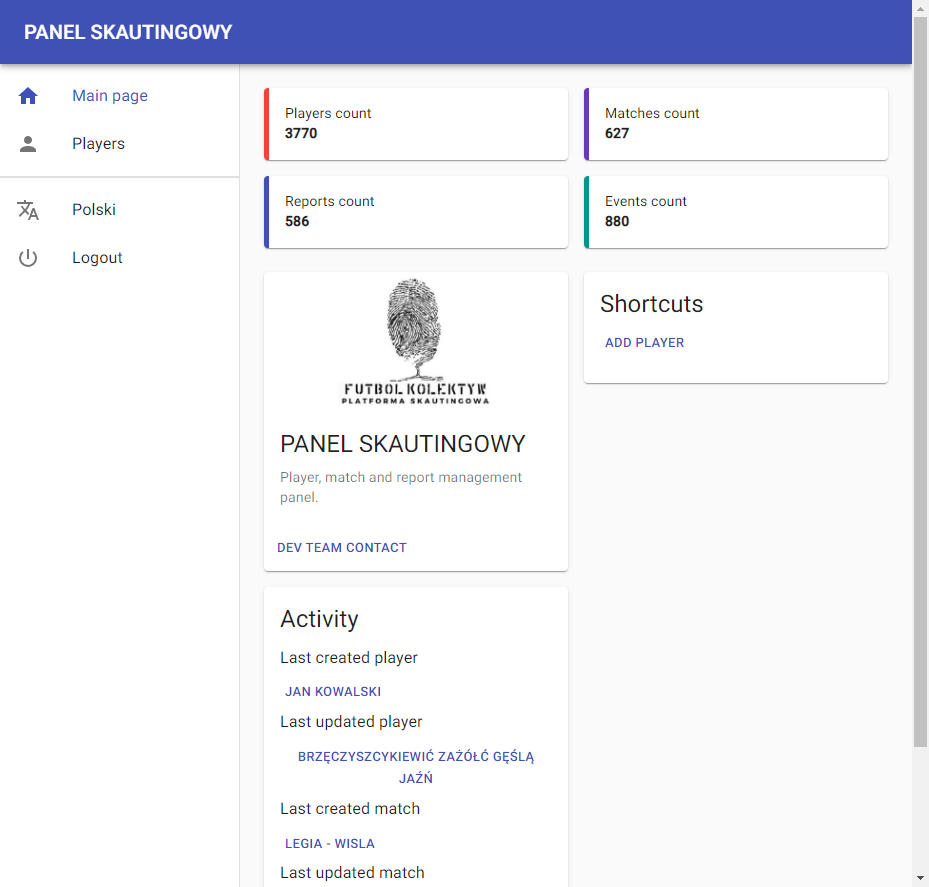 PANEL SKAUTINGOWY
Main page
Players
Polski
Logout
Players count
3770
Matches count
627
Reports count
586
Events count
880
FUTBOL KOLEKTYW
PLATFORMA SKAUTINGOWA
PANEL SKAUTINGOWY
Player, match and report management
panel.
DEV TEAM CONTACT
Shortcuts
ADD PLAYER
Activity
Last created player
JAN KOWALSKI
Last updated player
BRZĘCZYSZCYKIEWIĆ ZAŻÓŁĆ GĘŚLĄ
JAŹŃ
Last created match
LEGIA - WISLA
Last updated match